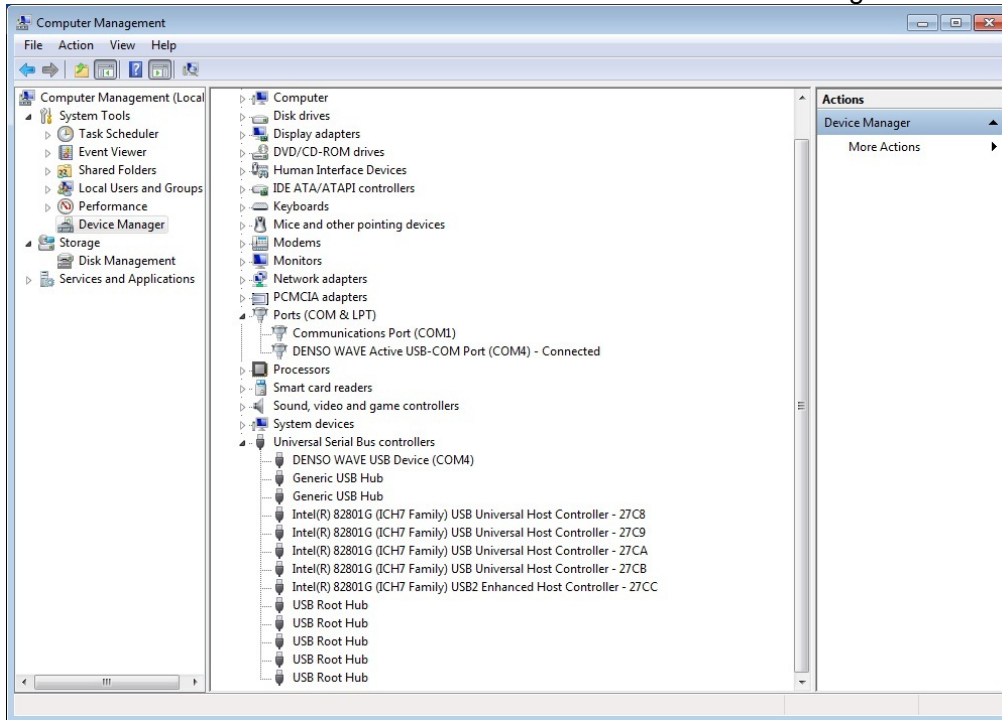 Computer Management
File Action View Help
Computer Management (Local
System Tools
Task Scheduler
Event Viewer
Shared Folders
Local Users and Groups
Performance
Device Manager
Storage
Disk Management
Services and Applications
Computer
Disk drives
Display adapters
DVD/CD-ROM drives
Human Interface Devices
IDE ATA/ATAPI controllers
Keyboards
Mice and other pointing devices
Modems
Monitors
Network adapters
PCMCIA adapters
Ports (COM & LPT)
Communications Port (COM1)
DENSO WAVE Active USB-COM Port (COM4) - Connected
Processors
Smart card readers
Sound, video and game controllers
System devices
Universal Serial Bus controllers
DENSO WAVE USB Device (COM4)
Generic USB Hub
Generic USB Hub
Intel(R) 82801G (ICH7 Family) USB Universal Host Controller - 27C8
Intel(R) 82801G (ICH7 Family) USB Universal Host Controller - 27C9
Intel(R) 82801G (ICH7 Family) USB Universal Host Controller - 27CA
Intel(R) 82801G (ICH7 Family) USB Universal Host Controller - 27CB
Intel(R) 82801G (ICH7 Family) USB2 Enhanced Host Controller - 27CC
USB Root Hub
USB Root Hub
USB Root Hub
USB Root Hub
USB Root Hub
Actions
Device Manager
More Actions